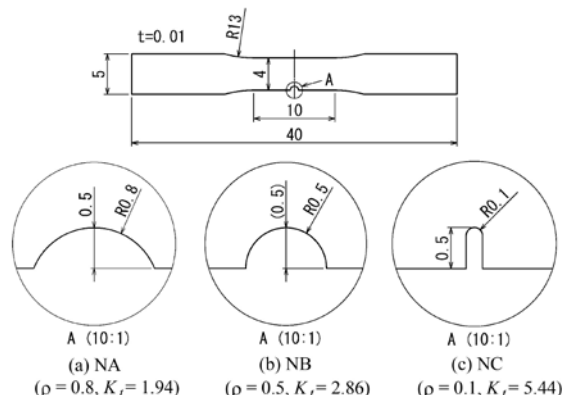 t=0.01
R13
5
4
A
10
40
0.5
R0.8
(0.5)
R0.5
0.5
R0.1
A (10:1)
A (10:1)
A (10:1)
(a) NA
(b) NB
(c) NC
(ρ = 0.8, Kt= 1.94)
(ρ = 0.5, Kt= 2.86)
(ρ = 0.1, Kt= 5.44)